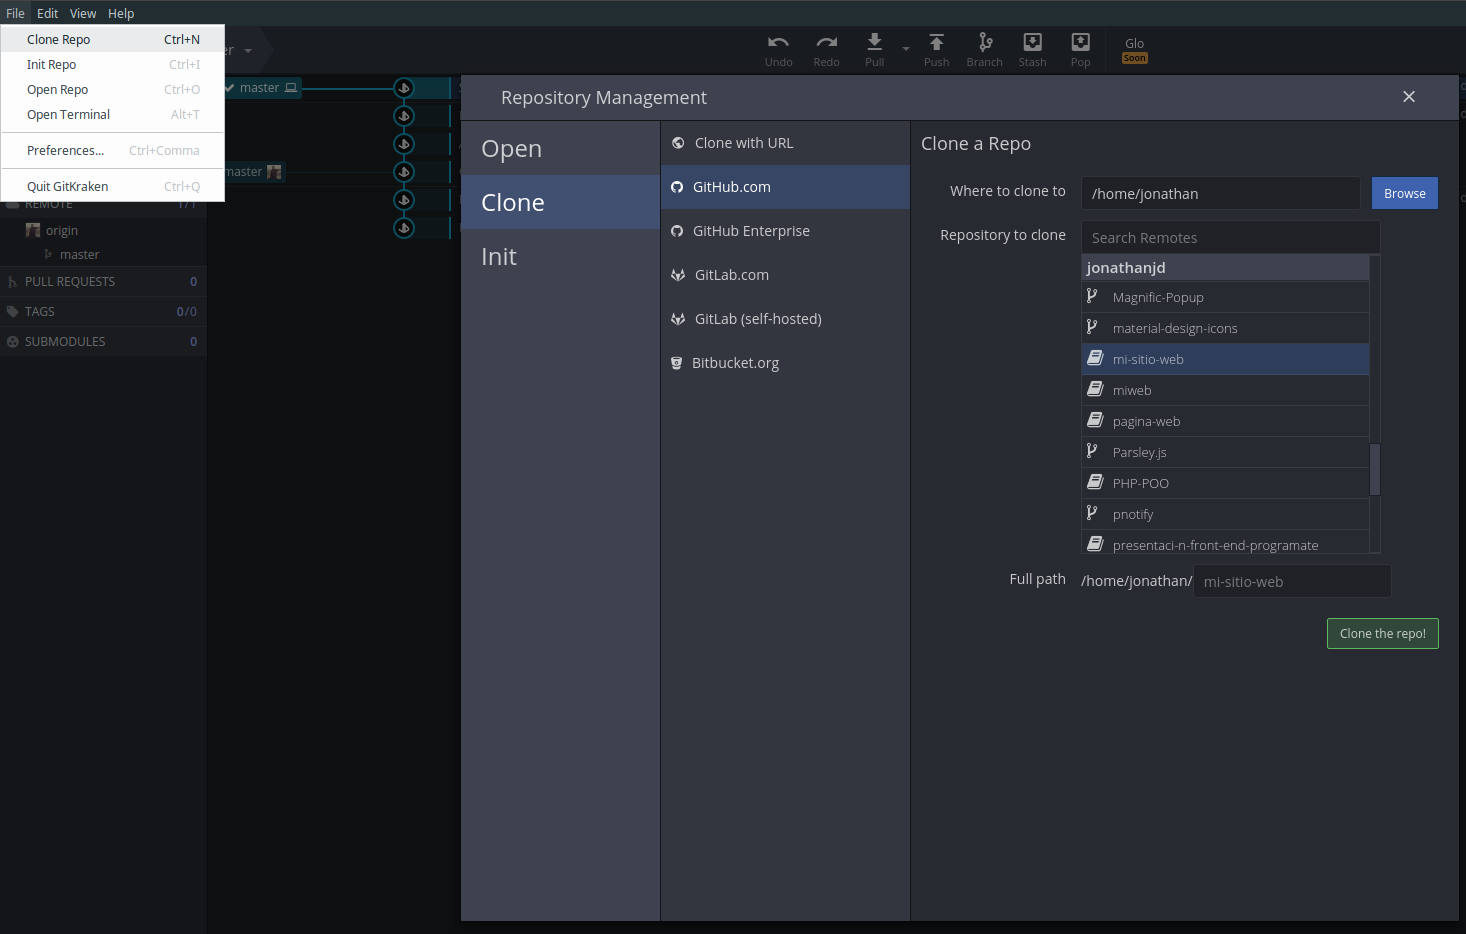 File Edit View Help
Clone Repo Ctrl+N
Init Repo Ctrl+I
Open Repo Ctrl+O
Open Terminal Alt+T
Preferences... Ctrl+Comma
Quit GitKraken Ctrl+Q
Undo Redo Pull Push Branch Stash Pop
Glo
Soon
master
master
REMOTE 1/1
origin
master
PULL REQUESTS 0
TAGS 0/0
SUBMODULES 0
Repository Management
Open
Clone
Init
Clone with URL
GitHub.com
GitHub Enterprise
GitLab.com
GitLab (self-hosted)
Bitbucket.org
Clone a Repo
Where to clone to /home/jonathan Browse
Repository to clone Search Remotes
jonathanjd
Magnific-Popup
material-design-icons
mi-sitio-web
miweb
pagina-web
Parsley.js
PHP-POO
pnotify
presentaci-n-front-end-programate
Full path /home/jonathan/ mi-sitio-web
Clone the repo!